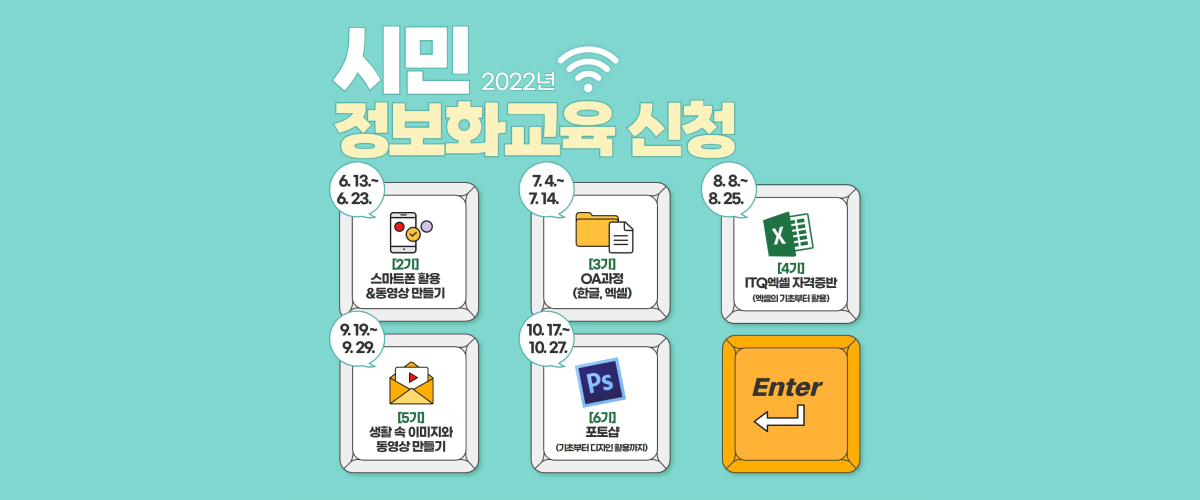 시민 2022년
정보화교육 신청
6. 13.~
6. 23.
[2기]
스마트폰 활용
&동영상 만들기
7. 4.~
7. 14.
[3기]
OA과정
(한글, 엑셀)
8. 8.~
8. 25.
X
[4기]
ITQ엑셀 자격증반
(엑셀의 기초부터 활용)
9. 19.~
9. 29.
[5기]
생활 속 이미지와
동영상 만들기
10. 17.~
10. 27.
Ps
[6기]
포토샵
(기초부터 디자인 활용까지)
Enter